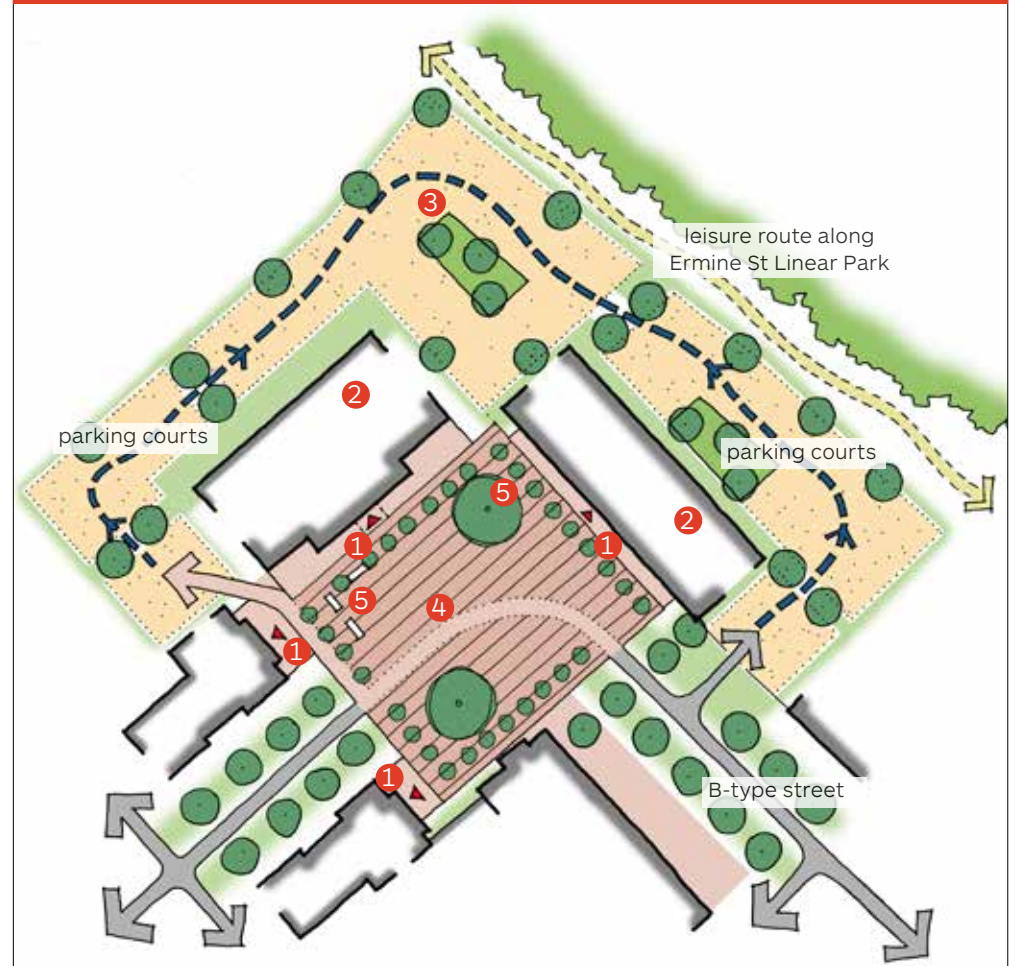 3
leisure route along
Ermine St Linear Park
2
parking courts
parking courts
5
2
1
1
5
4
1
1
B-type street